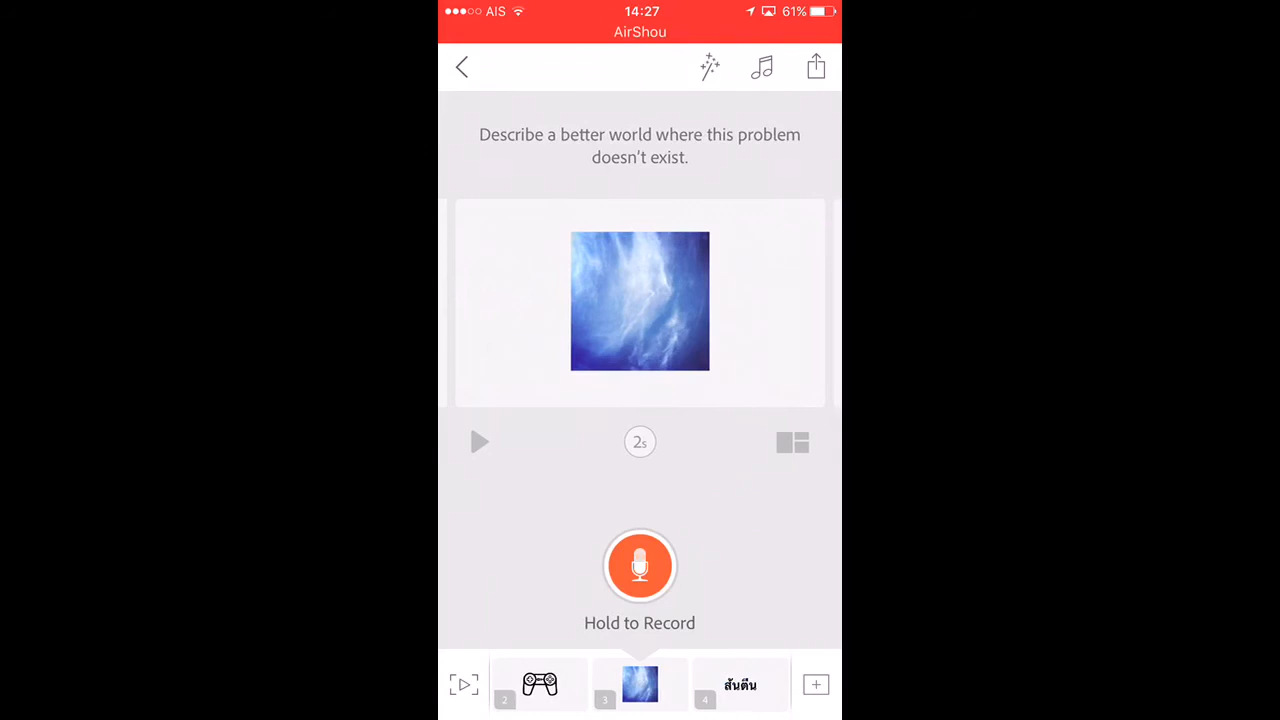 AIS 14:27 61%
AirShou
Describe a better world where this problem
doesn't exist.
2s
Hold to Record
2 3 4 สันตีน